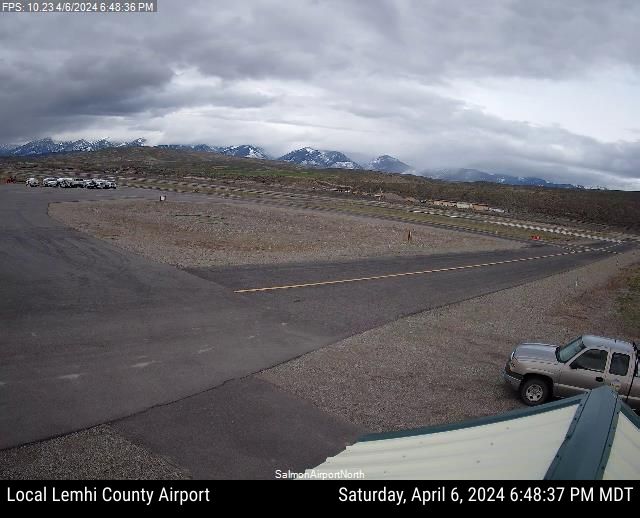 FPS: 10.23 4/6/2024 6:48:36 PM
SalmonAirportNorth
Local Lemhi County Airport Saturday, April 6, 2024 6:48:37 PM MDT